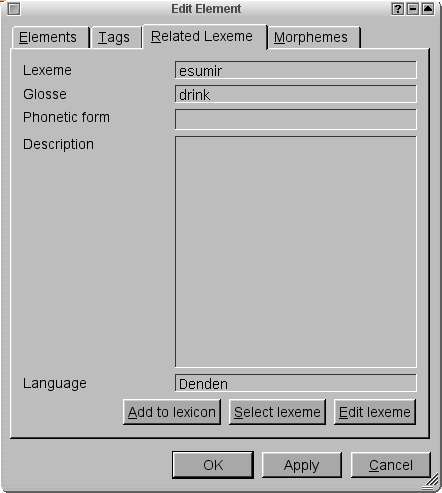 Edit Element
Elements Tags Related Lexeme Morphemes
Lexeme esumir
Glosse drink
Phonetic form
Description
Language Denden
Add to lexicon Select lexeme Edit lexeme
OK Apply Cancel